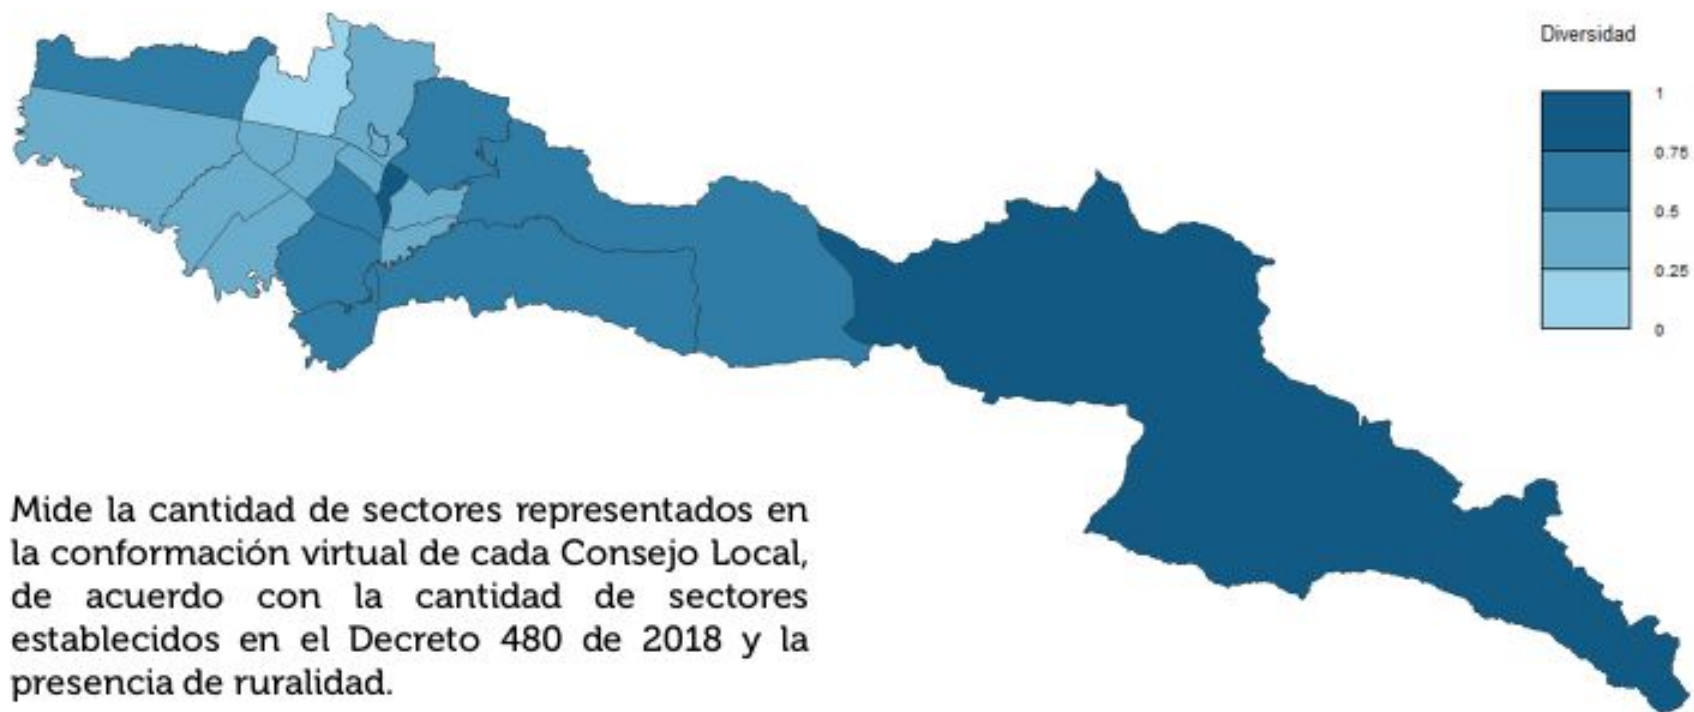 Diversidad
1
0.75
0.5
0.25
0
Mide la cantidad de sectores representados en
la conformación virtual de cada Consejo Local,
de acuerdo con la cantidad de sectores
establecidos en el Decreto 480 de 2018 y la
presencia de ruralidad.